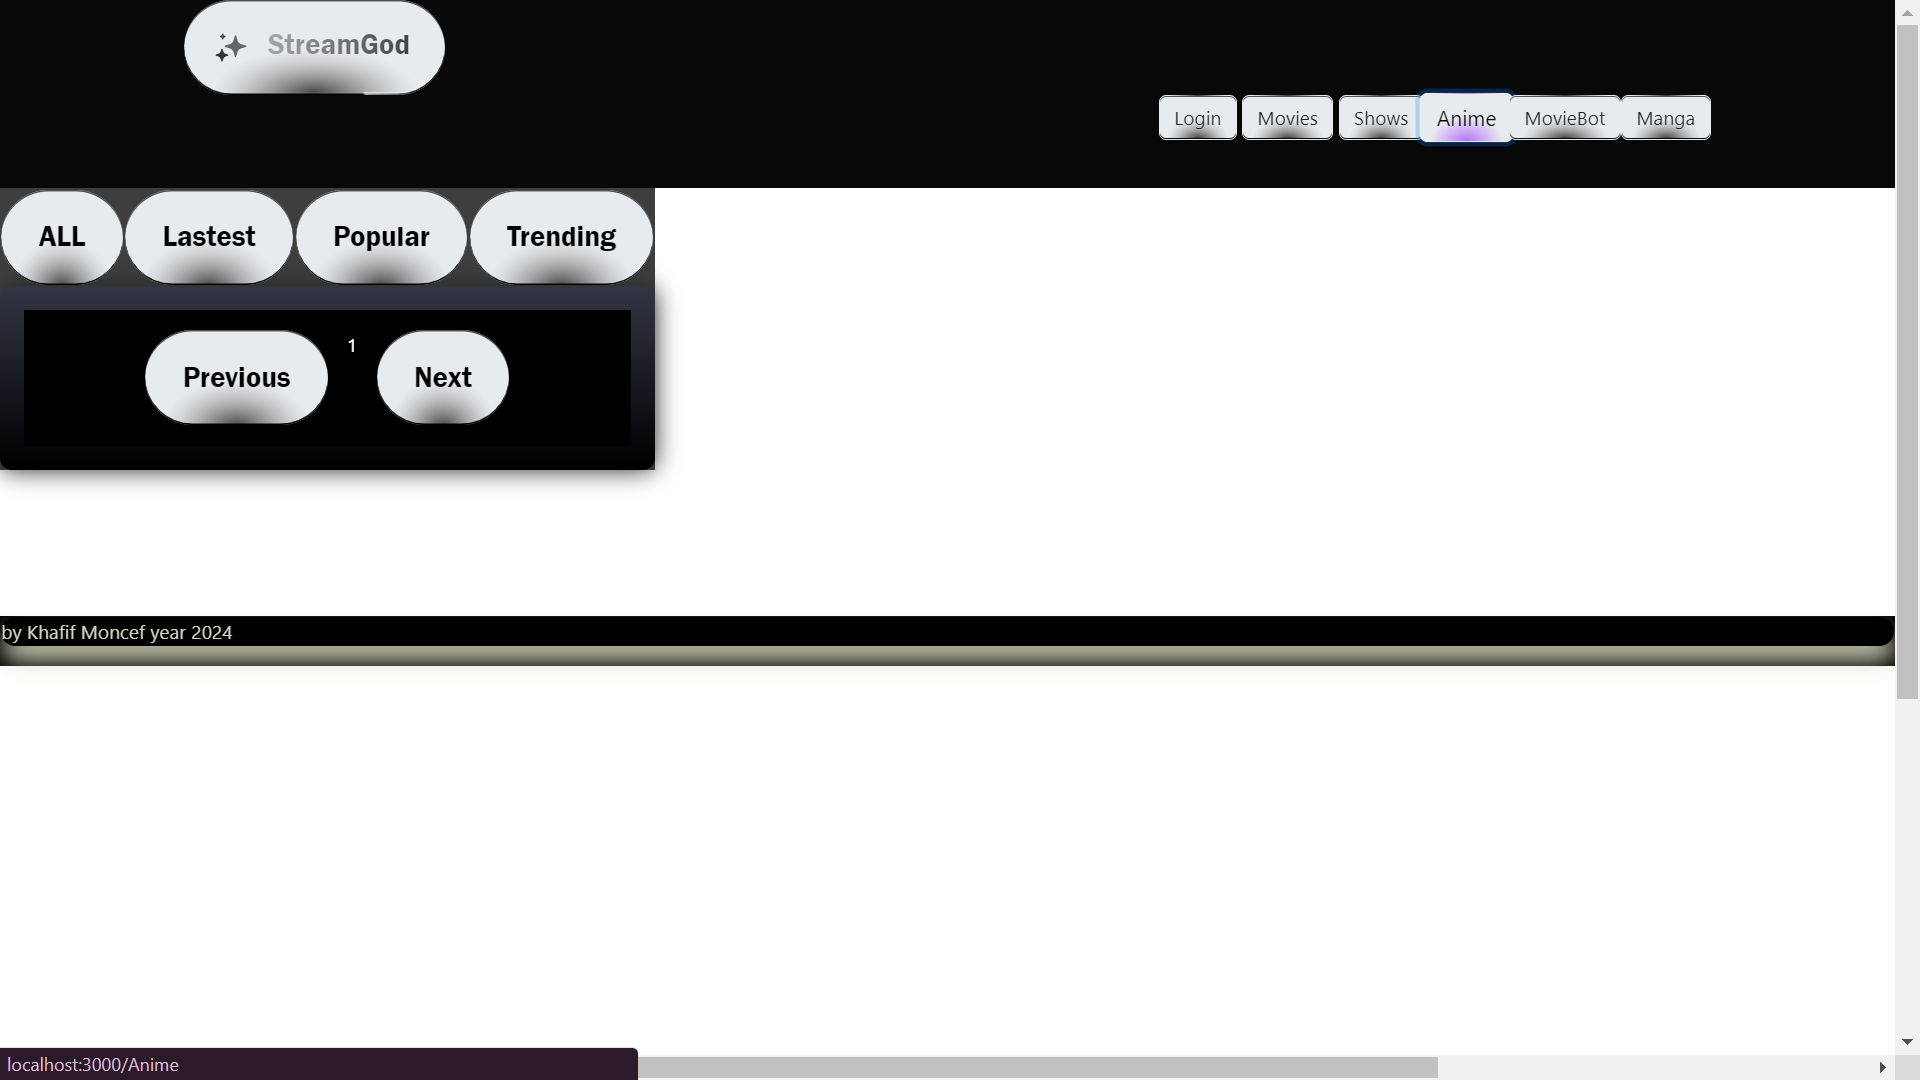 StreamGod
Login Movies Shows Anime MovieBot Manga
ALL Lastest Popular Trending
Previous 1 Next
by Khafif Moncef year 2024
localhost:3000/Anime